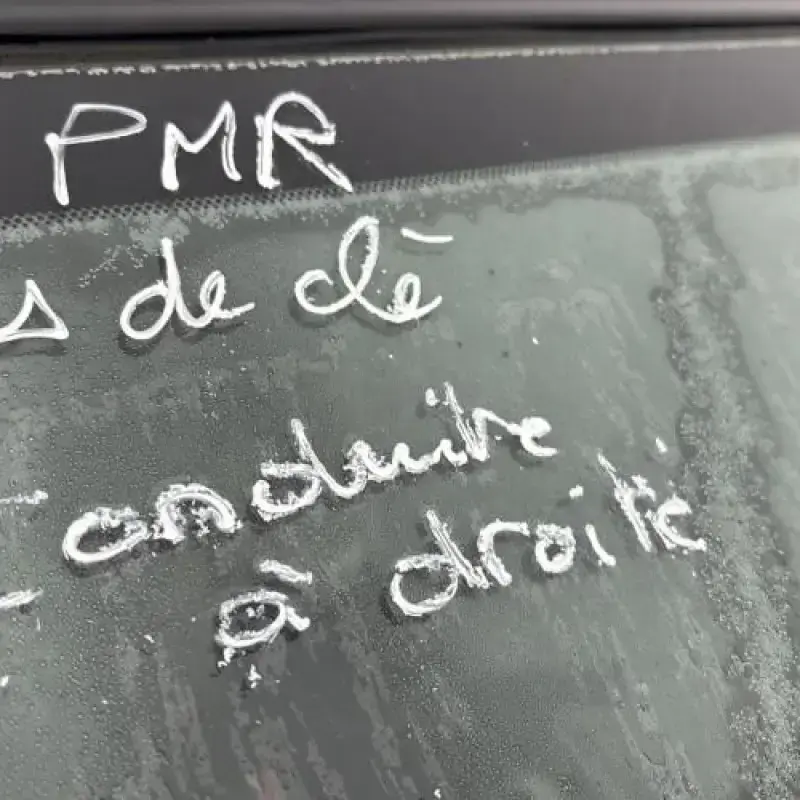 PMR
s de clé
conduite
à droite